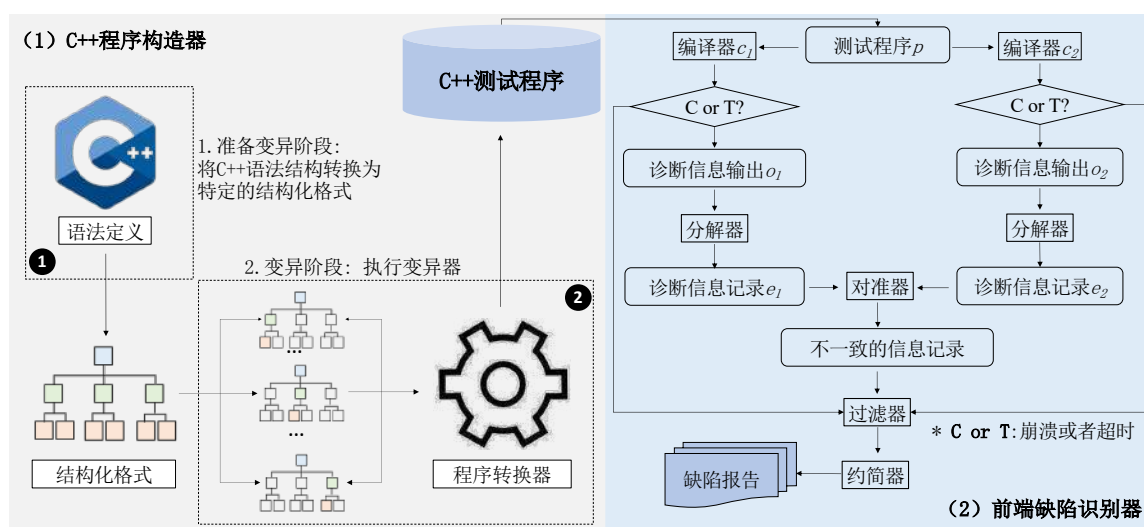 (1) C++程序构造器
C++
1.准备变异阶段:
将C++语法结构转换为
特定的结构化格式
语法定义
1
2.变异阶段: 执行变异器
2
...
...
结构化格式
程序转换器
C++测试程序
编译器c1
测试程序p
编译器c2
C or T?
C or T?
诊断信息输出o1
诊断信息输出o2
分解器
分解器
诊断信息记录e1
对准器
诊断信息记录e2
不一致的信息记录
过滤器
* C or T:崩溃或者超时
缺陷报告
约简器
(2) 前端缺陷识别器